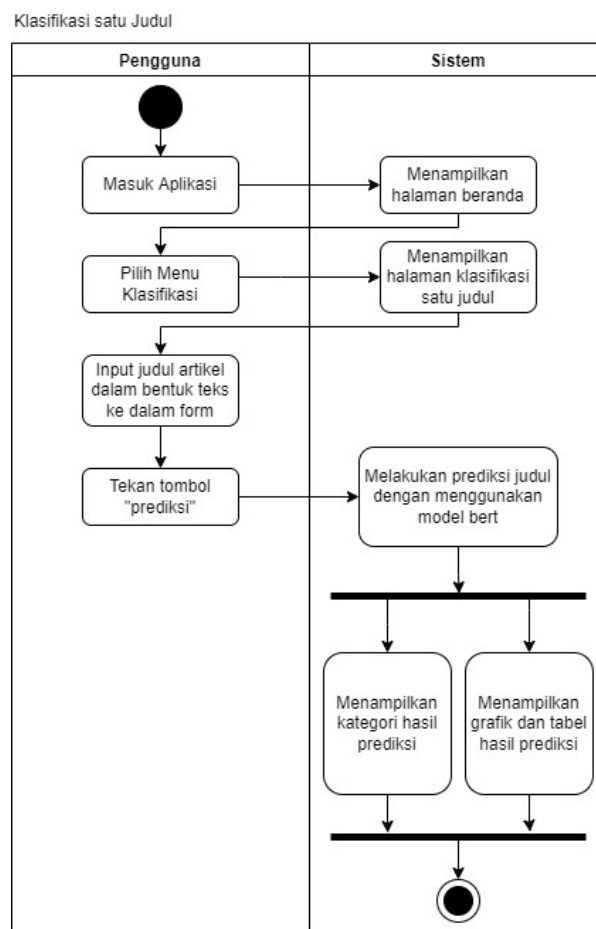 Klasifikasi satu Judul
Pengguna
Sistem
Masuk Aplikasi
Menampilkan
halaman beranda
Pilih Menu
Klasifikasi
Menampilkan
halaman klasifikasi
satu judul
Input judul artikel
dalam bentuk teks
ke dalam form
Tekan tombol
"prediksi"
Melakukan prediksi judul
dengan menggunakan
model bert
Menampilkan
kategori hasil
prediksi
Menampilkan
grafik dan tabel
hasil prediksi